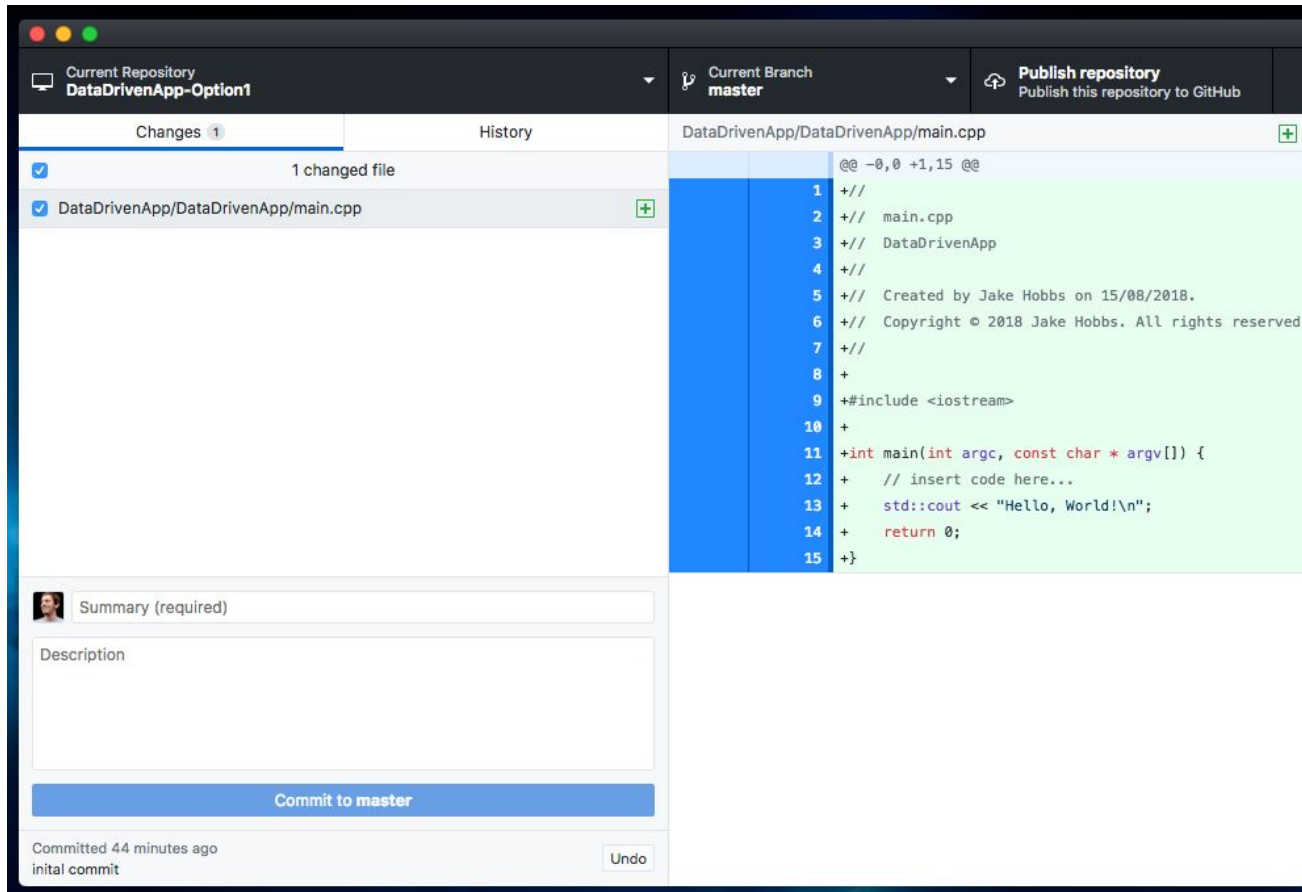 Current Repository
DataDrivenApp-Option1
Current Branch
master
Publish repository
Publish this repository to GitHub
Changes 1
History
1 changed file
DataDrivenApp/DataDrivenApp/main.cpp
Summary (required)
Description
Commit to master
Committed 44 minutes ago
inital commit
Undo
DataDrivenApp/DataDrivenApp/main.cpp
@@ -0,0 +1,15 @@
1 +//
2 +//  main.cpp
3 +//  DataDrivenApp
4 +//
5 +//  Created by Jake Hobbs on 15/08/2018.
6 +//  Copyright © 2018 Jake Hobbs. All rights reserved
7 +//
8 +
9 +#include <iostream>
10 +
11 +int main(int argc, const char * argv[]) {
12 +    // insert code here...
13 +    std::cout << "Hello, World!\n";
14 +    return 0;
15 +}